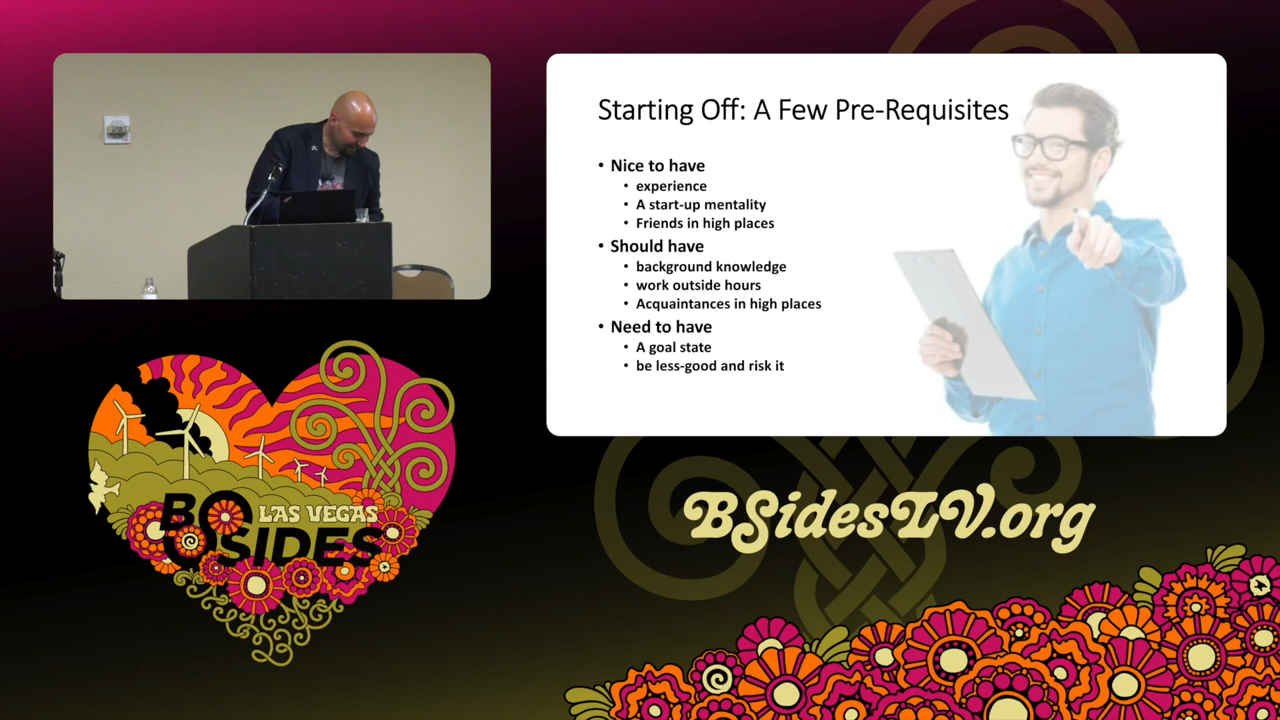 Starting Off: A Few Pre-Requisites
• Nice to have
• experience
• A start-up mentality
• Friends in high places
• Should have
• background knowledge
• work outside hours
• Acquaintances in high places
• Need to have
• A goal state
• be less-good and risk it
BSIDES
LAS VEGAS
BSidesLV.org